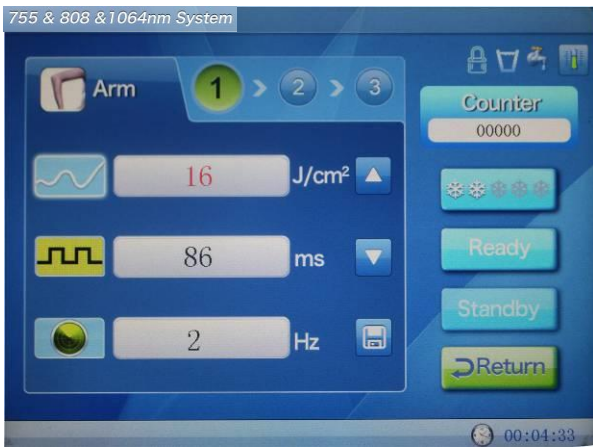 755 & 808 &1064nm System
Arm
1 > 2 > 3
Counter
00000
16 J/cm²
86 ms
Ready
Standby
2 Hz
Return
00:04:33